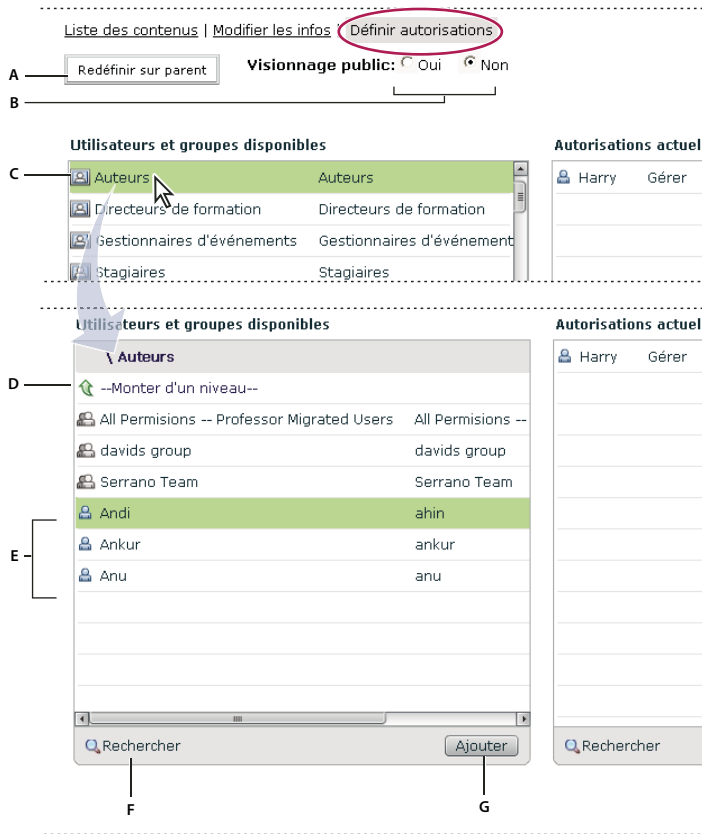 Liste des contenus | Modifier les infos | Définir autorisations
A
Redéfinir sur parent
Visionnage public: Oui Non
B
Utilisateurs et groupes disponibles
Autorisations actuel
C
Auteurs Auteurs
Harry Gérer
Directeurs de formation Directeurs de formation
Gestionnaires d'événements Gestionnaires d'événement
Stagiaires Stagiaires
Utilisateurs et groupes disponibles
Autorisations actuel
\ Auteurs
Harry Gérer
D
--Monter d'un niveau--
All Permisions -- Professor Migrated Users All Permisions --
davids group davids group
Serrano Team Serrano Team
Andi ahin
E
Ankur ankur
Anu anu
Rechercher
Ajouter
Rechercher
F
G